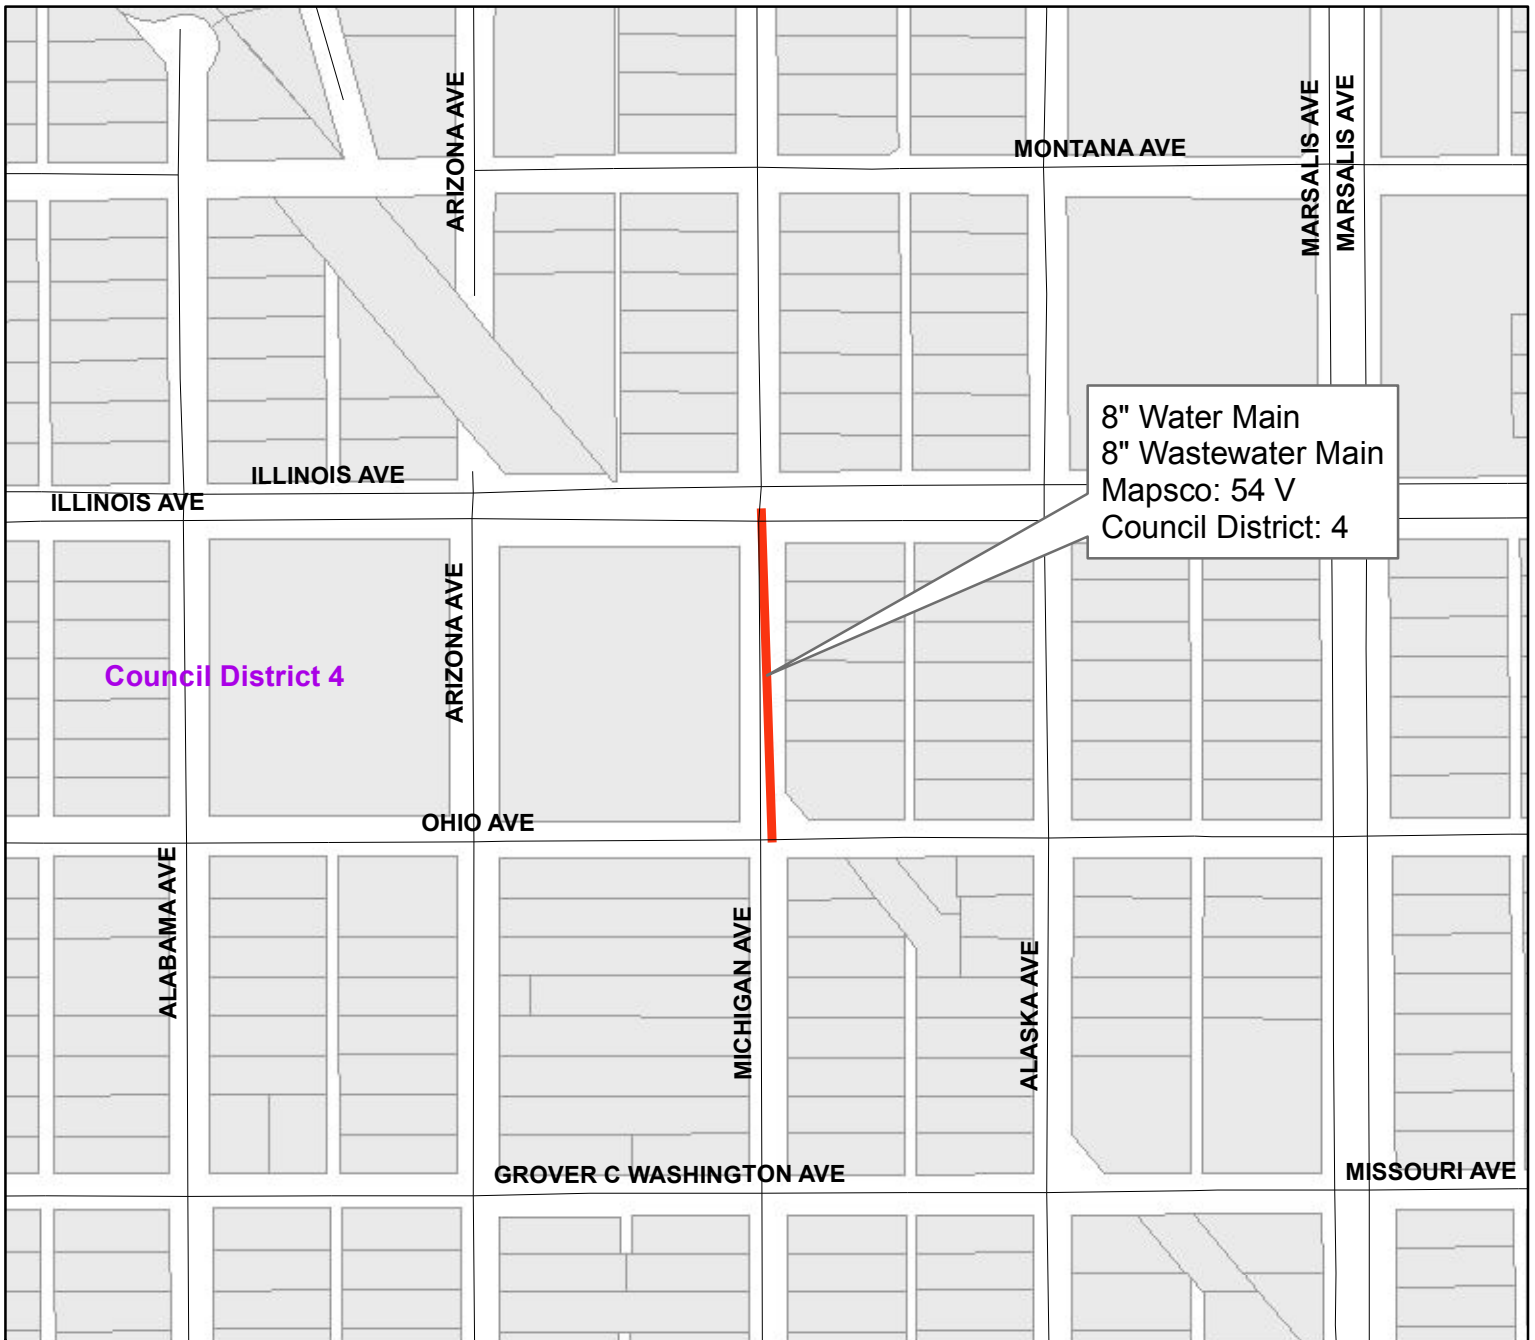 ARIZONA AVE
MONTANA AVE
MARSALIS AVE
MARSALIS AVE
8" Water Main
8" Wastewater Main
Mapsco: 54 V
Council District: 4
ILLINOIS AVE
ILLINOIS AVE
ARIZONA AVE
Council District 4
OHIO AVE
ALABAMA AVE
MICHIGAN AVE
ALASKA AVE
GROVER C WASHINGTON AVE
MISSOURI AVE